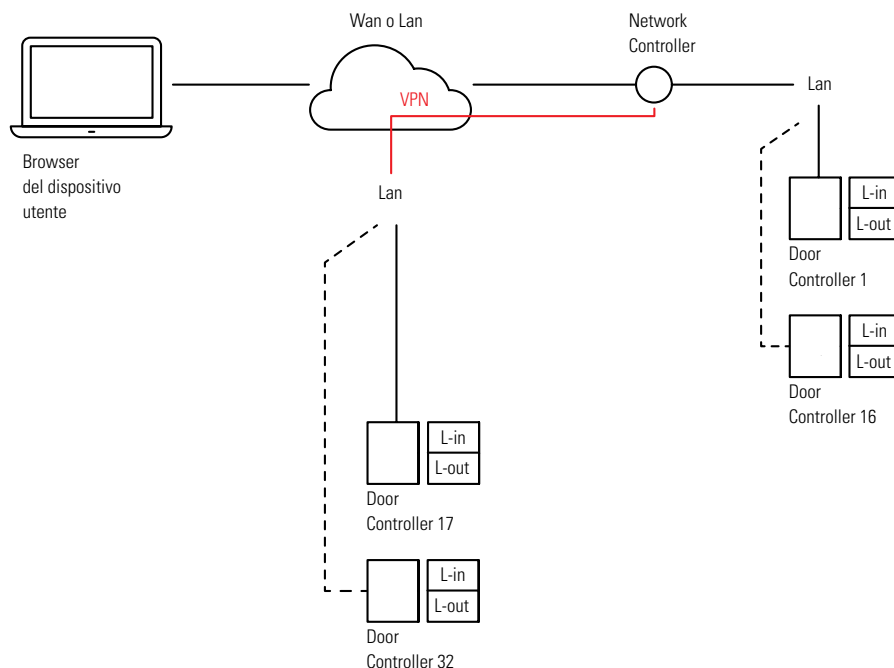 Wan o Lan
Network
Controller
VPN
Lan
Browser
del dispositivo
utente
Lan
L-in
L-out
Door
Controller 1
L-in
L-out
Door
Controller 16
L-in
L-out
Door
Controller 17
L-in
L-out
Door
Controller 32